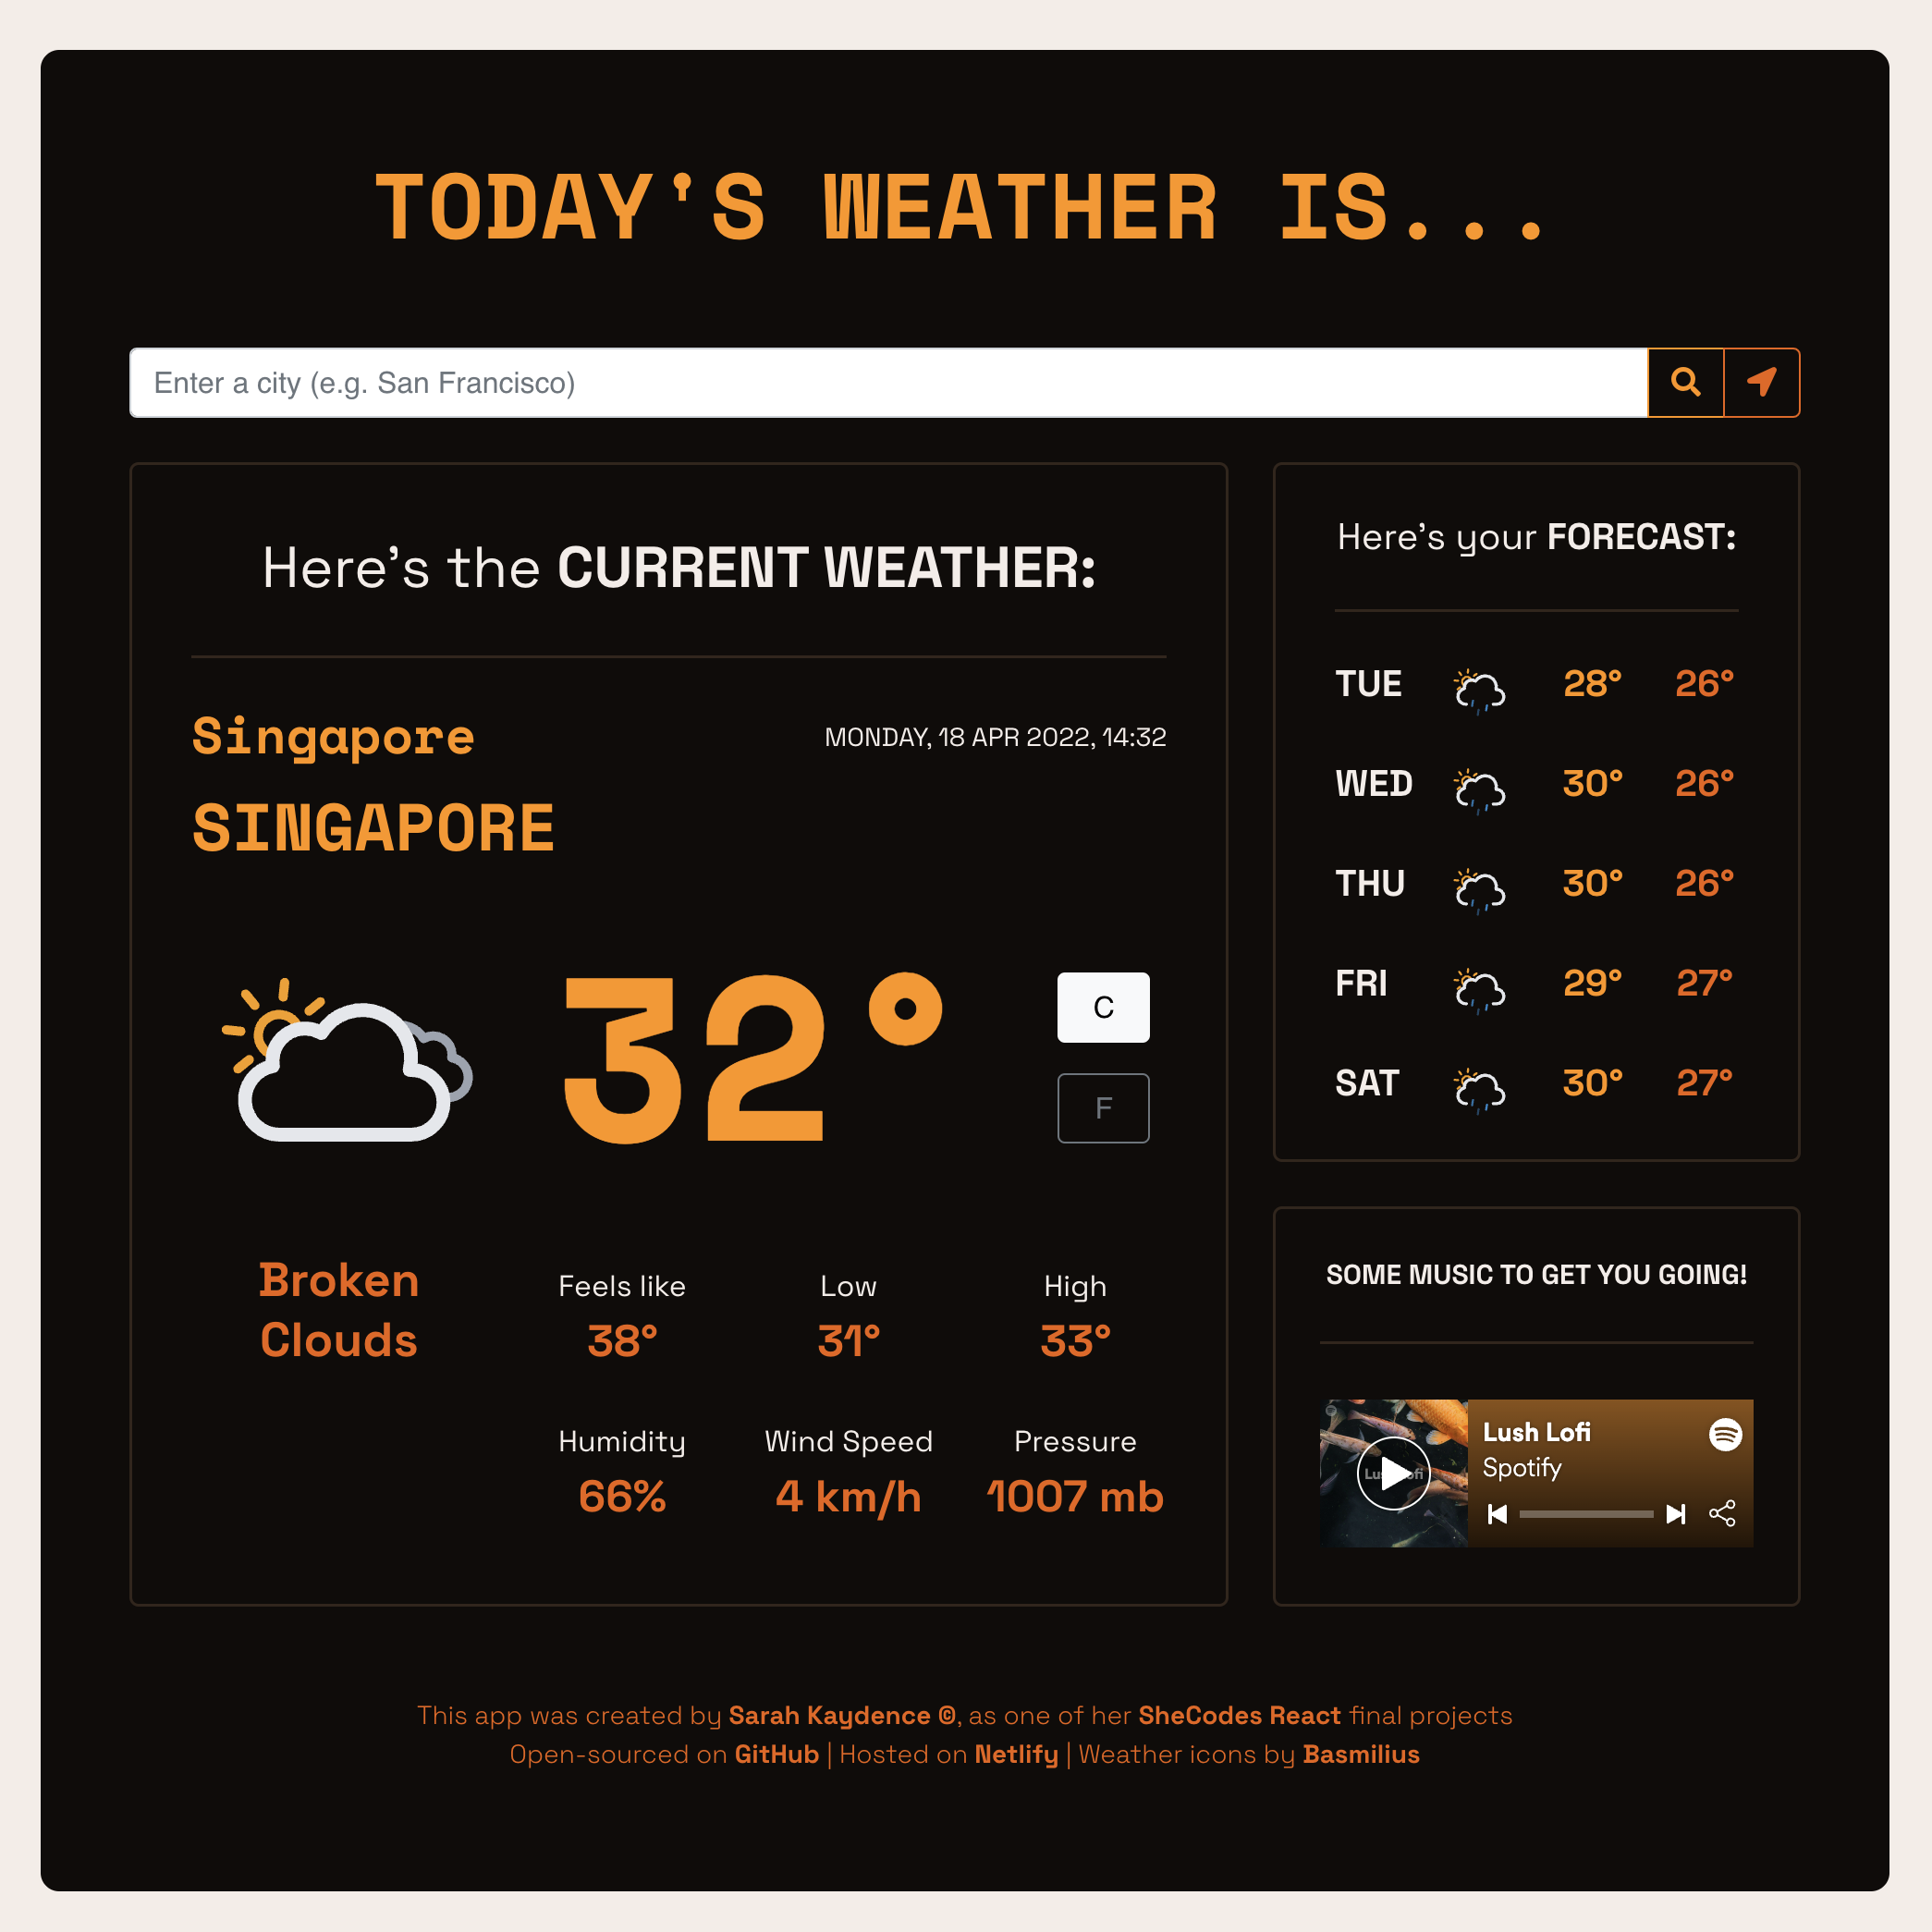 TODAY'S WEATHER IS...
Enter a city (e.g. San Francisco)
Here's the CURRENT WEATHER:
Singapore
MONDAY, 18 APR 2022, 14:32
SINGAPORE
32°
C
F
Broken
Clouds
Feels like
38°
Low
31°
High
33°
Humidity
66%
Wind Speed
4 km/h
Pressure
1007 mb
Here's your FORECAST:
TUE 28° 26°
WED 30° 26°
THU 30° 26°
FRI 29° 27°
SAT 30° 27°
SOME MUSIC TO GET YOU GOING!
Lush Lofi
Lush Lofi
Spotify
This app was created by Sarah Kaydence ©, as one of her SheCodes React final projects
Open-sourced on GitHub | Hosted on Netlify | Weather icons by Basmilius